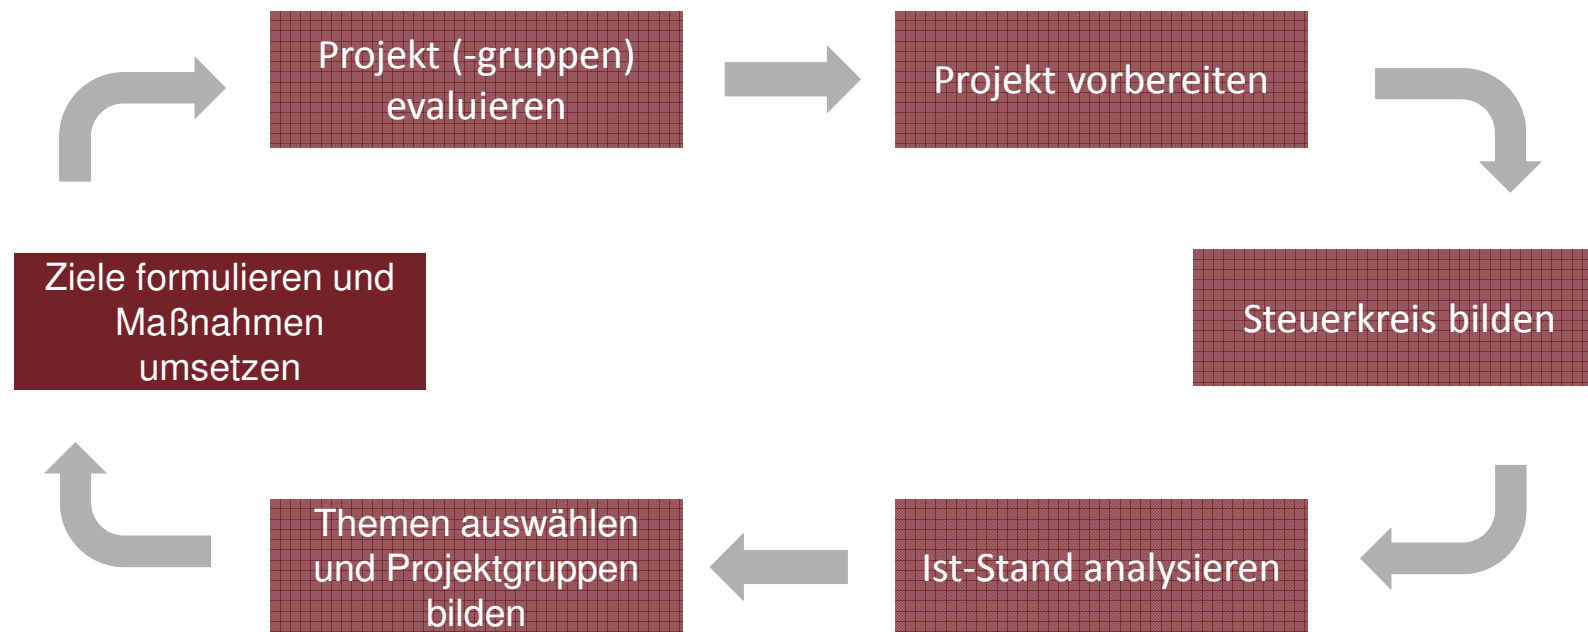 Projekt (-gruppen)
evaluieren
Projekt vorbereiten
Ziele formulieren und
Maßnahmen
umsetzen
Steuerkreis bilden
Themen auswählen
und Projektgruppen
bilden
Ist-Stand analysieren